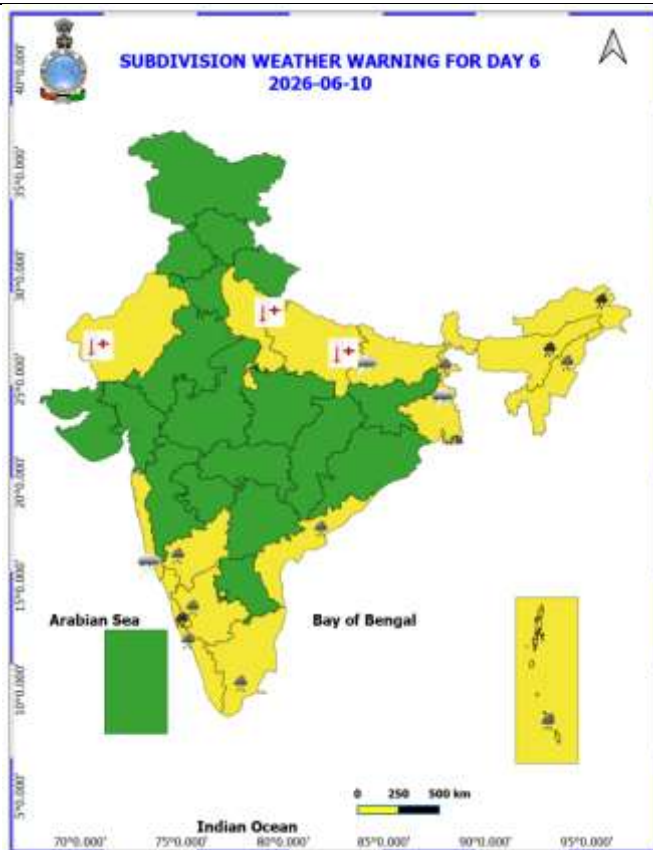 SUBDIVISION WEATHER WARNING FOR DAY 6
2026-06-10
40°0.000'
35°0.000'
30°0.000'
25°0.000'
20°0.000'
15°0.000'
10°0.000'
5°0.000'
Arabian Sea
Bay of Bengal
0 250 500 km
Indian Ocean
70°0.000' 75°0.000' 80°0.000' 85°0.000' 90°0.000' 95°0.000'